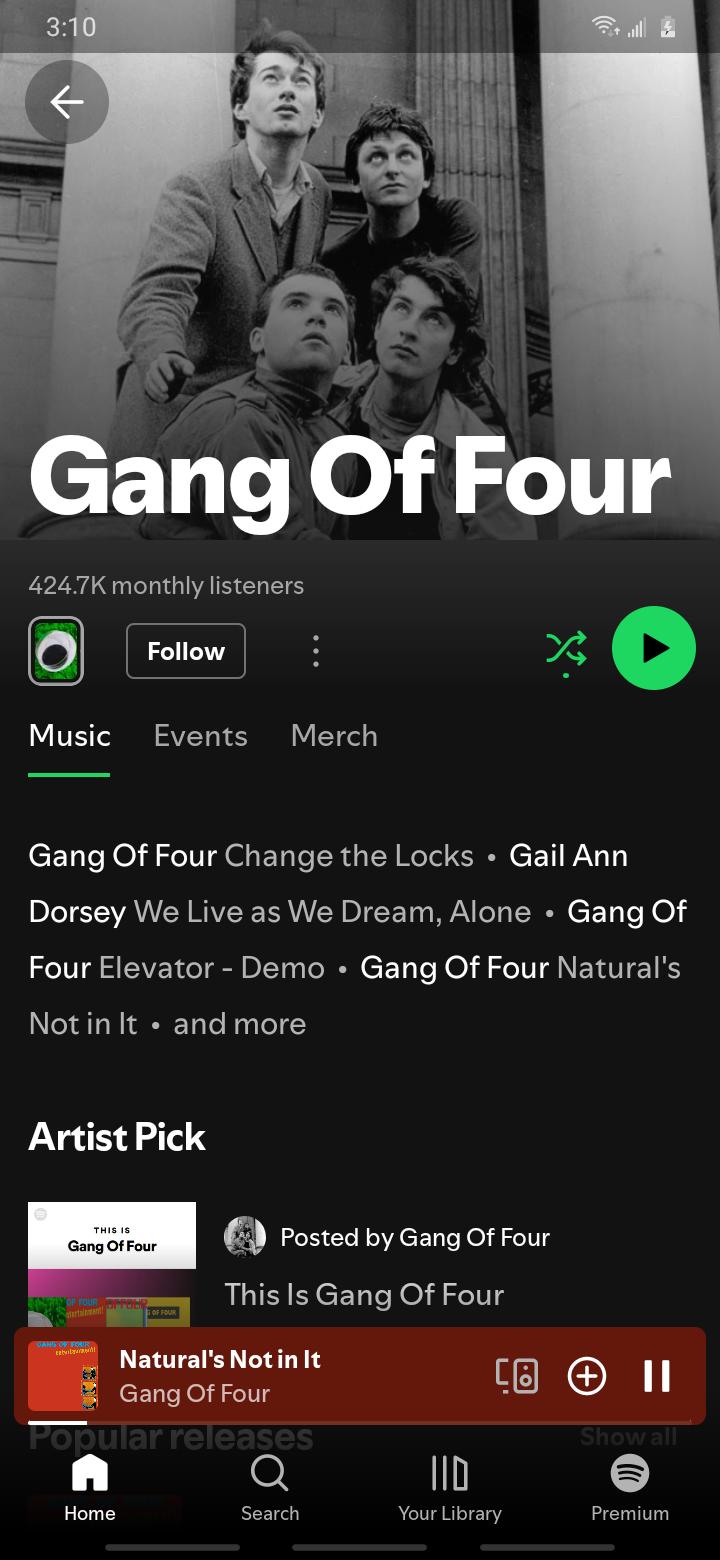 3:10
Gang Of Four
424.7K monthly listeners
Follow
Music Events Merch
Gang Of Four Change the Locks • Gail Ann
Dorsey We Live as We Dream, Alone • Gang Of
Four Elevator - Demo • Gang Of Four Natural's
Not in It • and more
Artist Pick
THIS IS
Gang Of Four
Posted by Gang Of Four
This Is Gang Of Four
Natural's Not in It
Gang Of Four
Popular releases Show all
Home Search Your Library Premium